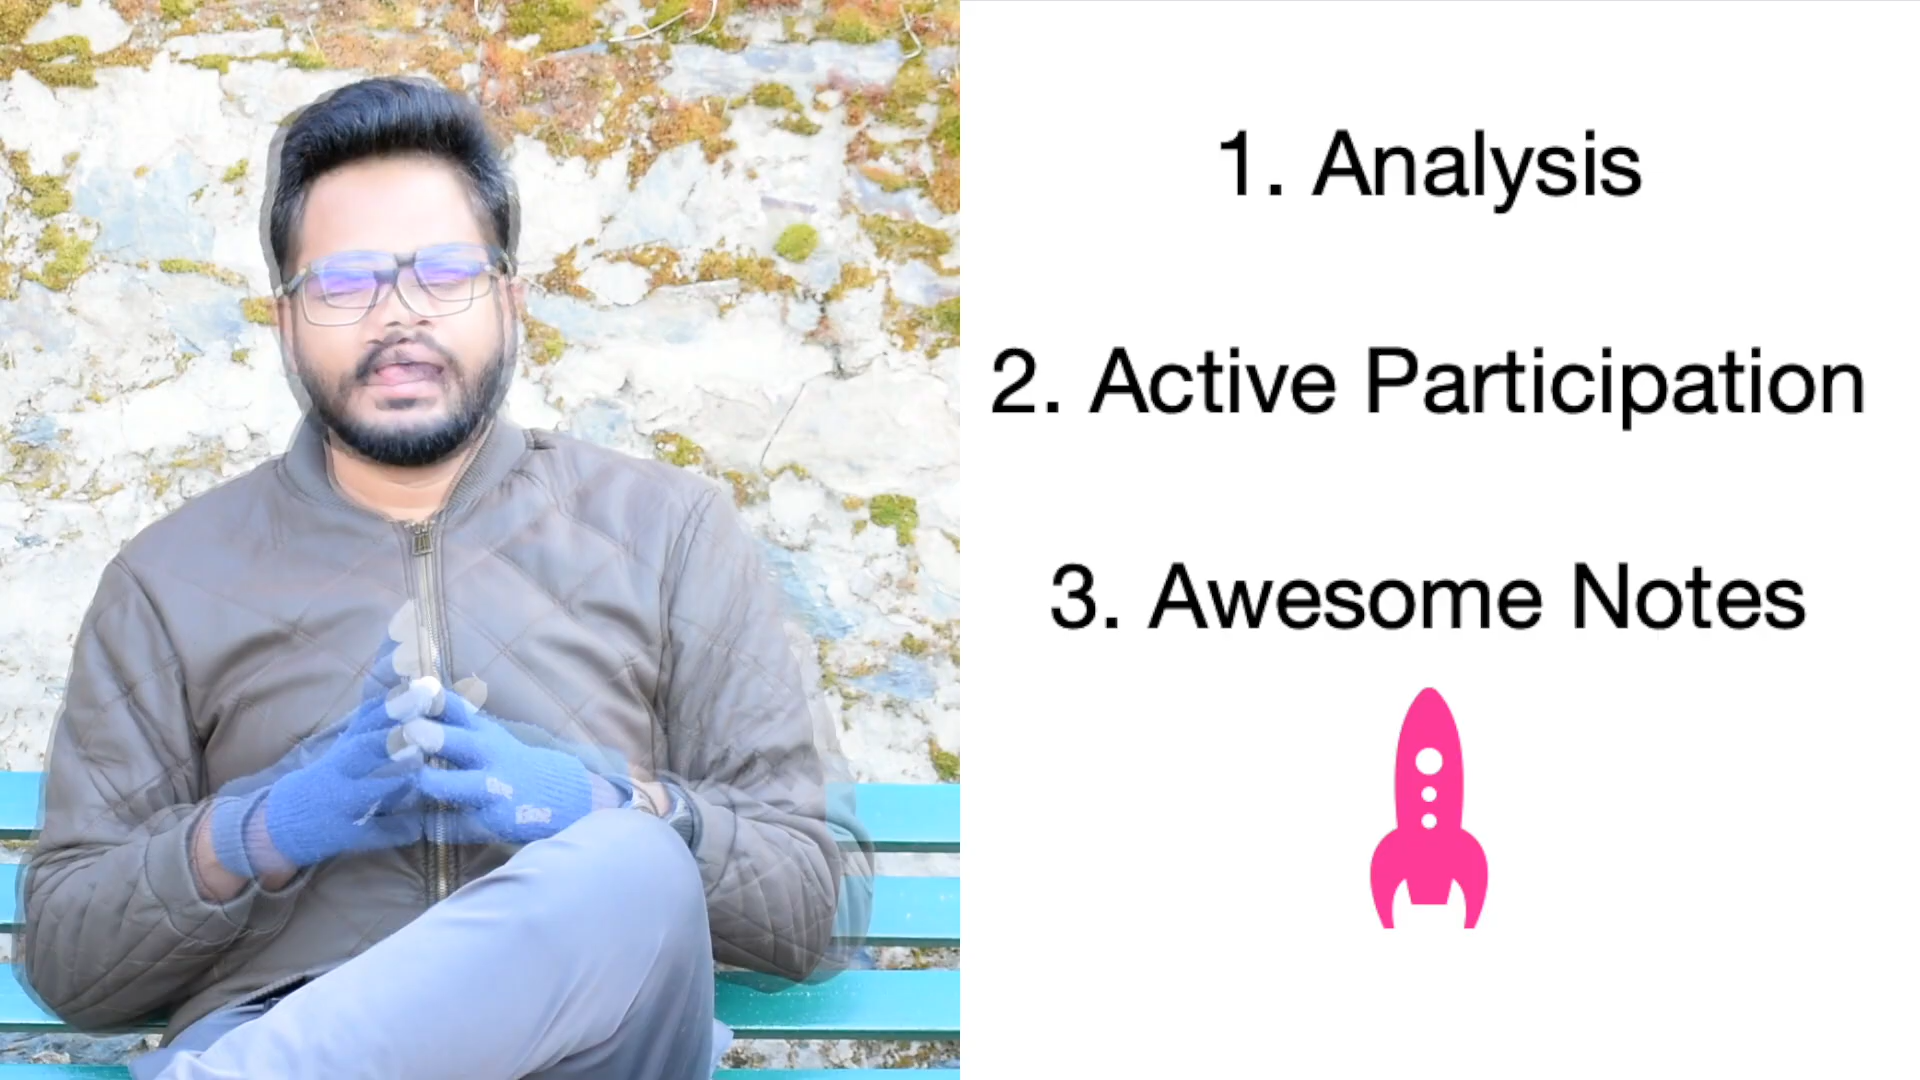 1. Analysis
2. Active Participation
3. Awesome Notes